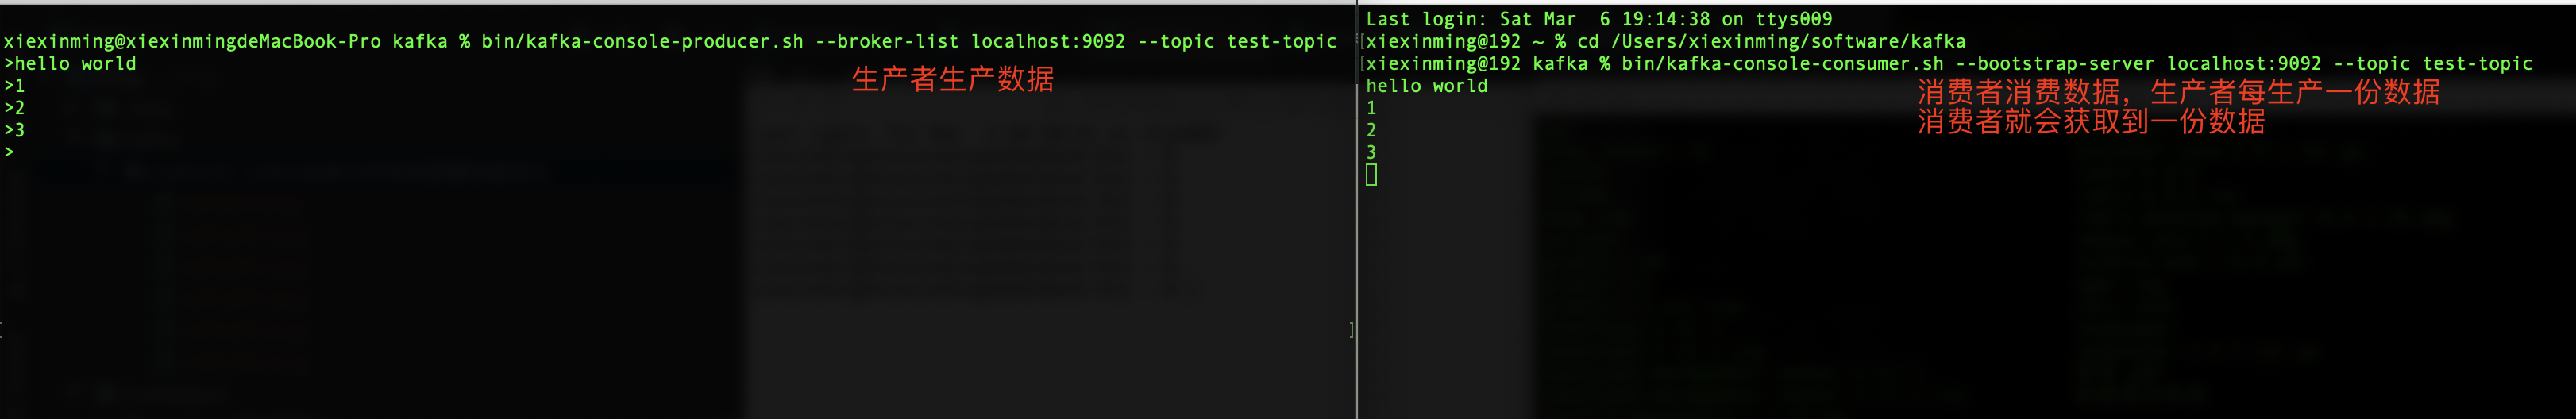 xiexinming@xiexinmingdeMacBook-Pro kafka % bin/kafka-console-producer.sh --broker-list localhost:9092 --topic test-topic
>hello world
>1
>2
>3
>
生产者生产数据
Last login: Sat Mar  6 19:14:38 on ttys009
[xiexinming@192 ~ % cd /Users/xiexinming/software/kafka
[xiexinming@192 kafka % bin/kafka-console-consumer.sh --bootstrap-server localhost:9092 --topic test-topic
hello world
1
2
3
消费者消费数据，生产者每生产一份数据
消费者就会获取到一份数据